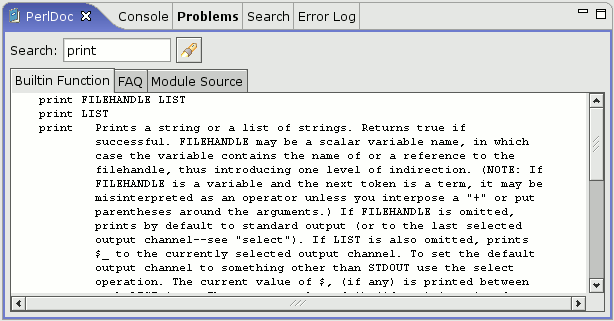 PerlDoc Console Problems Search Error Log
Search: print
Builtin Function FAQ Module Source
print FILEHANDLE LIST
print LIST
print Prints a string or a list of strings. Returns true if
successful. FILEHANDLE may be a scalar variable name, in which
case the variable contains the name of or a reference to the
filehandle, thus introducing one level of indirection. (NOTE: If
FILEHANDLE is a variable and the next token is a term, it may be
misinterpreted as an operator unless you interpose a "+" or put
parentheses around the arguments.) If FILEHANDLE is omitted,
prints by default to standard output (or to the last selected
output channel--see "select"). If LIST is also omitted, prints
$_ to the currently selected output channel. To set the default
output channel to something other than STDOUT use the select
operation. The current value of $, (if any) is printed between